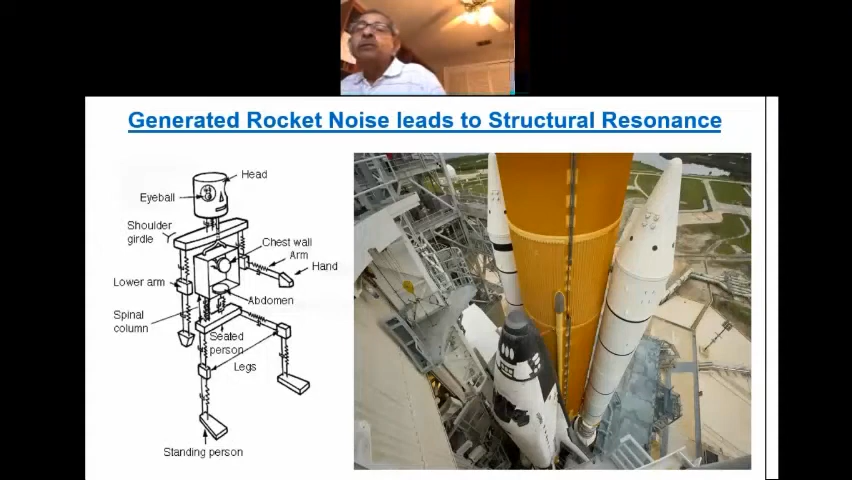 Generated Rocket Noise leads to Structural Resonance
Head
Eyeball
Shoulder
girdle
Chest wall
Arm
Hand
Lower arm
Abdomen
Spinal
column
Seated
person
Legs
Standing person